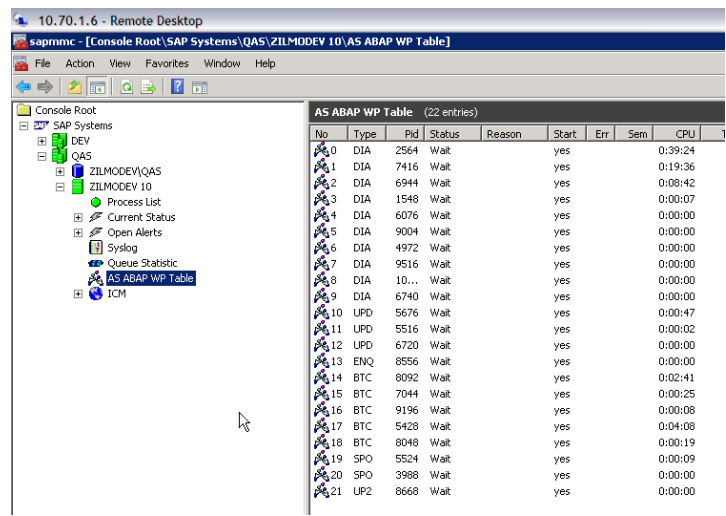 10.70.1.6 - Remote Desktop
sapmmc - [Console Root\SAP Systems\QAS\ZILMODEV 10\AS ABAP WP Table]
File Action View Favorites Window Help
Console Root
SAP Systems
DEV
QAS
ZILMODEV\QAS
ZILMODEV 10
Process List
Current Status
Open Alerts
Syslog
Queue Statistic
AS ABAP WP Table
ICM
AS ABAP WP Table (22 entries)
No Type Pid Status Reason Start Err Sem CPU
0 DIA 2564 Wait yes 0:39:24
1 DIA 7416 Wait yes 0:19:36
2 DIA 6944 Wait yes 0:08:42
3 DIA 1548 Wait yes 0:00:07
4 DIA 6076 Wait yes 0:00:00
5 DIA 9004 Wait yes 0:00:00
6 DIA 4972 Wait yes 0:00:00
7 DIA 9516 Wait yes 0:00:00
8 DIA 10... Wait yes 0:00:00
9 DIA 6740 Wait yes 0:00:00
10 UPD 5676 Wait yes 0:00:47
11 UPD 5516 Wait yes 0:00:02
12 UPD 6720 Wait yes 0:00:00
13 ENQ 8556 Wait yes 0:00:00
14 BTC 8092 Wait yes 0:02:41
15 BTC 7044 Wait yes 0:00:25
16 BTC 9196 Wait yes 0:00:08
17 BTC 5428 Wait yes 0:04:08
18 BTC 8048 Wait yes 0:00:19
19 SPO 5524 Wait yes 0:00:09
20 SPO 3988 Wait yes 0:00:00
21 UP2 8668 Wait yes 0:00:00